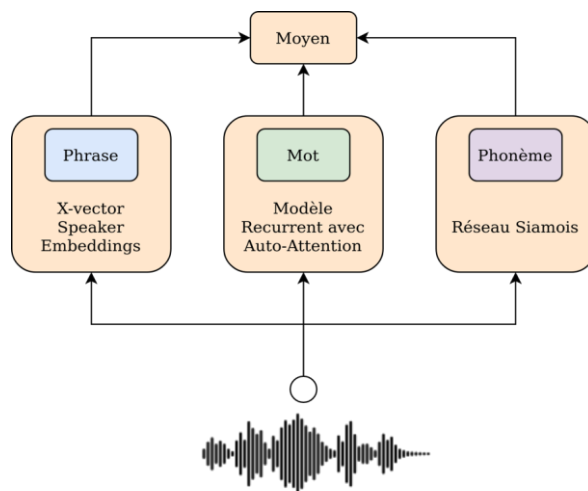 Moyen
Phrase
X-vector
Speaker
Embeddings
Mot
Modèle
Recurrent avec
Auto-Attention
Phonème
Réseau Siamois